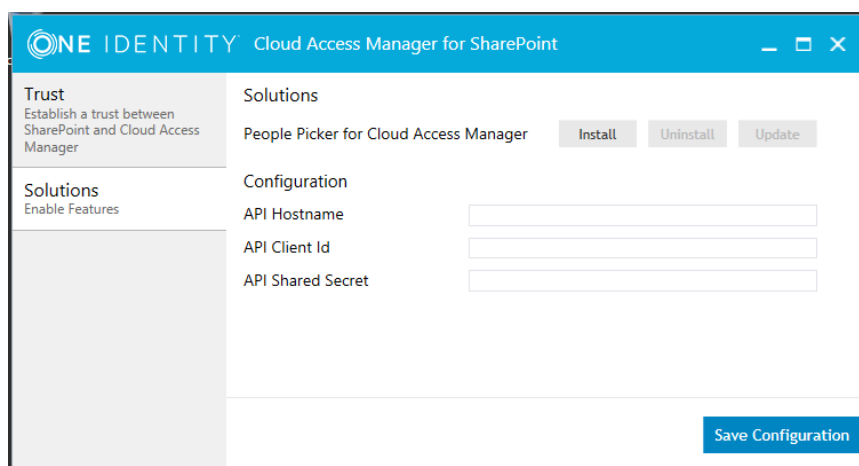 ONE IDENTITY Cloud Access Manager for SharePoint
Trust
Establish a trust between
SharePoint and Cloud Access
Manager
Solutions
Enable Features
Solutions
People Picker for Cloud Access Manager Install Uninstall Update
Configuration
API Hostname
API Client Id
API Shared Secret
Save Configuration